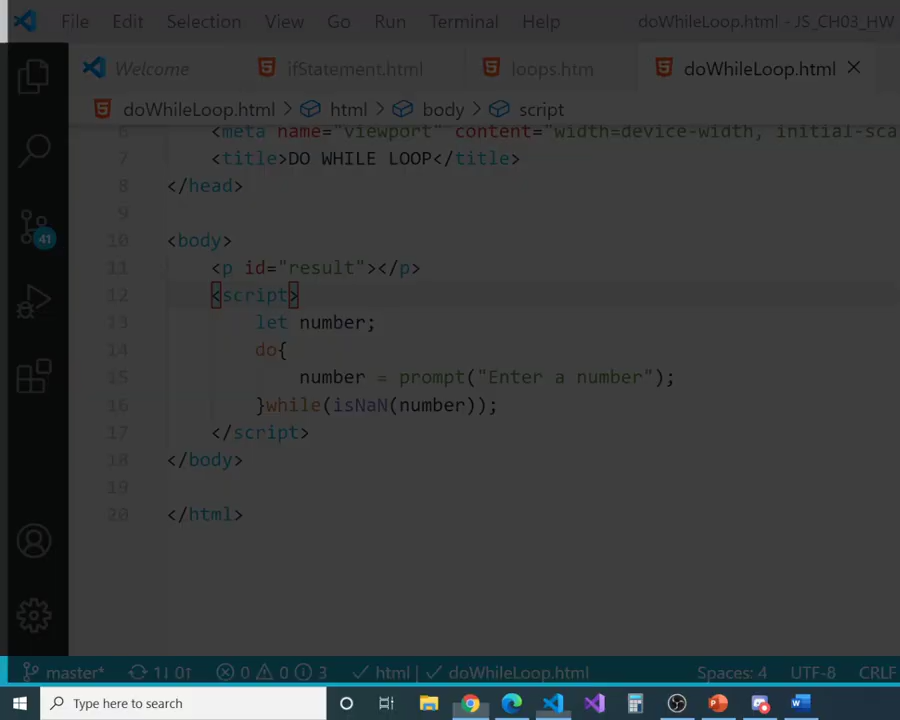 File Edit Selection View Go Run Terminal Help doWhileLoop.html - JS_CH03_HW
Welcome ifStatement.html loops.htm doWhileLoop.html
doWhileLoop.html > html > body > script
6 <meta name="viewport" content="width=device-width, initial-sca
7 <title>DO WHILE LOOP</title>
8 </head>
9
10 <body>
11 <p id="result"></p>
12 <script>
13 let number;
14 do{
15 number = prompt("Enter a number");
16 }while(isNaN(number));
17 </script>
18 </body>
19
20 </html>
41
master* 1↓ 0↑ 0 0 3 html doWhileLoop.html Spaces: 4 UTF-8 CRLF
Type here to search